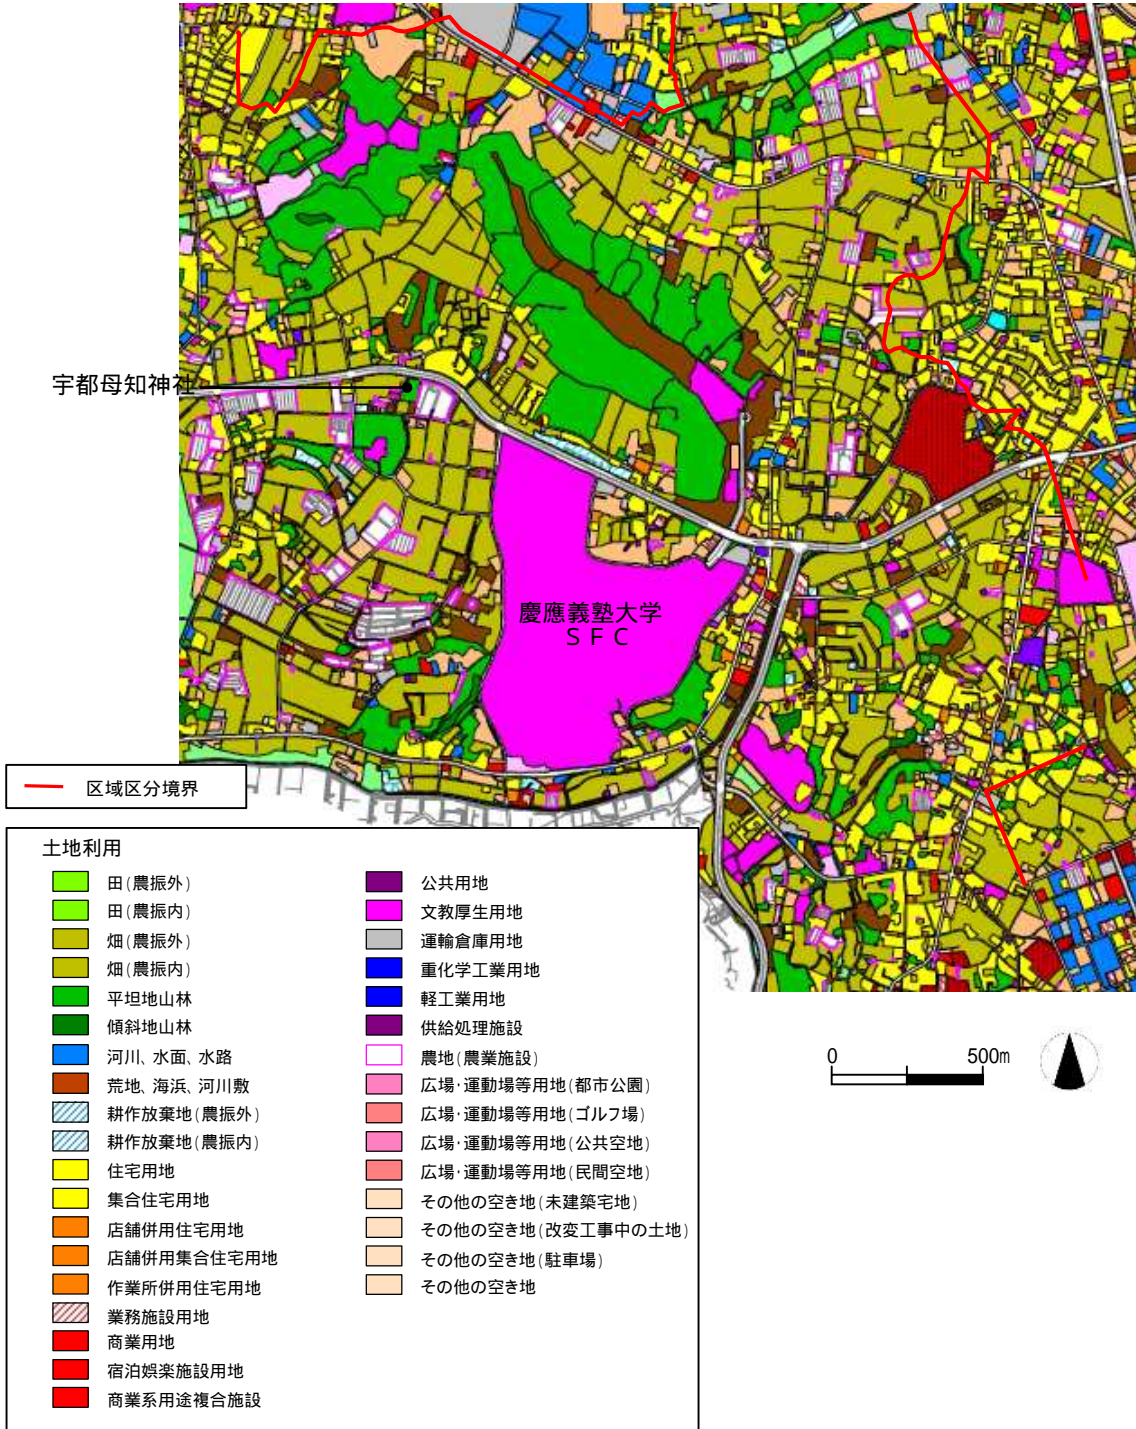 宇都母知神社
慶應義塾大学
ＳＦＣ
区域区分境界
土地利用
田(農振外)
田(農振内)
畑(農振外)
畑(農振内)
平坦地山林
傾斜地山林
河川、水面、水路
荒地、海浜、河川敷
耕作放棄地(農振外)
耕作放棄地(農振内)
住宅用地
集合住宅用地
店舗併用住宅用地
店舗併用集合住宅用地
作業所併用住宅用地
業務施設用地
商業用地
宿泊娯楽施設用地
商業系用途複合施設
公共用地
文教厚生用地
運輸倉庫用地
重化学工業用地
軽工業用地
供給処理施設
農地(農業施設)
広場・運動場等用地(都市公園)
広場・運動場等用地(ゴルフ場)
広場・運動場等用地(公共空地)
広場・運動場等用地(民間空地)
その他の空き地(未建築宅地)
その他の空き地(改変工事中の土地)
その他の空き地(駐車場)
その他の空き地
0 500m